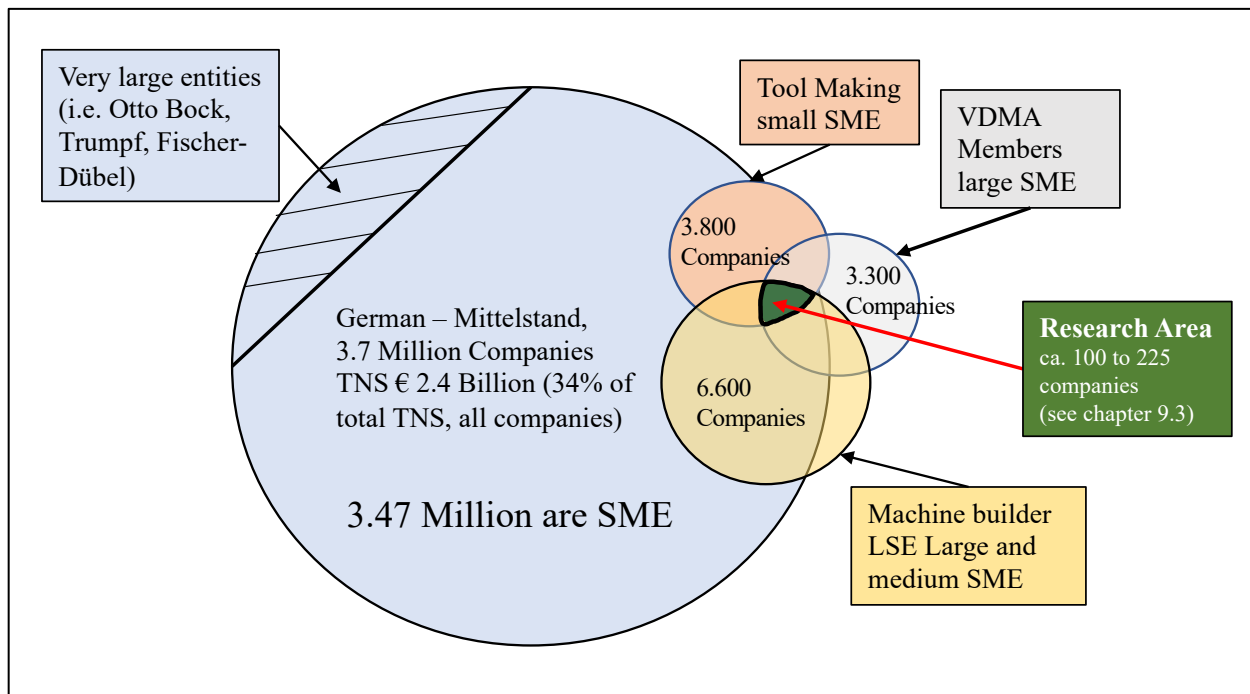 Very large entities
(i.e. Otto Bock,
Trumpf, Fischer-
Dübel)
Tool Making
small SME
VDMA
Members
large SME
3.800
Companies
3.300
Companies
German – Mittelstand,
3.7 Million Companies
TNS € 2.4 Billion (34% of
total TNS, all companies)
6.600
Companies
Research Area
ca. 100 to 225
companies
(see chapter 9.3)
3.47 Million are SME
Machine builder
LSE Large and
medium SME